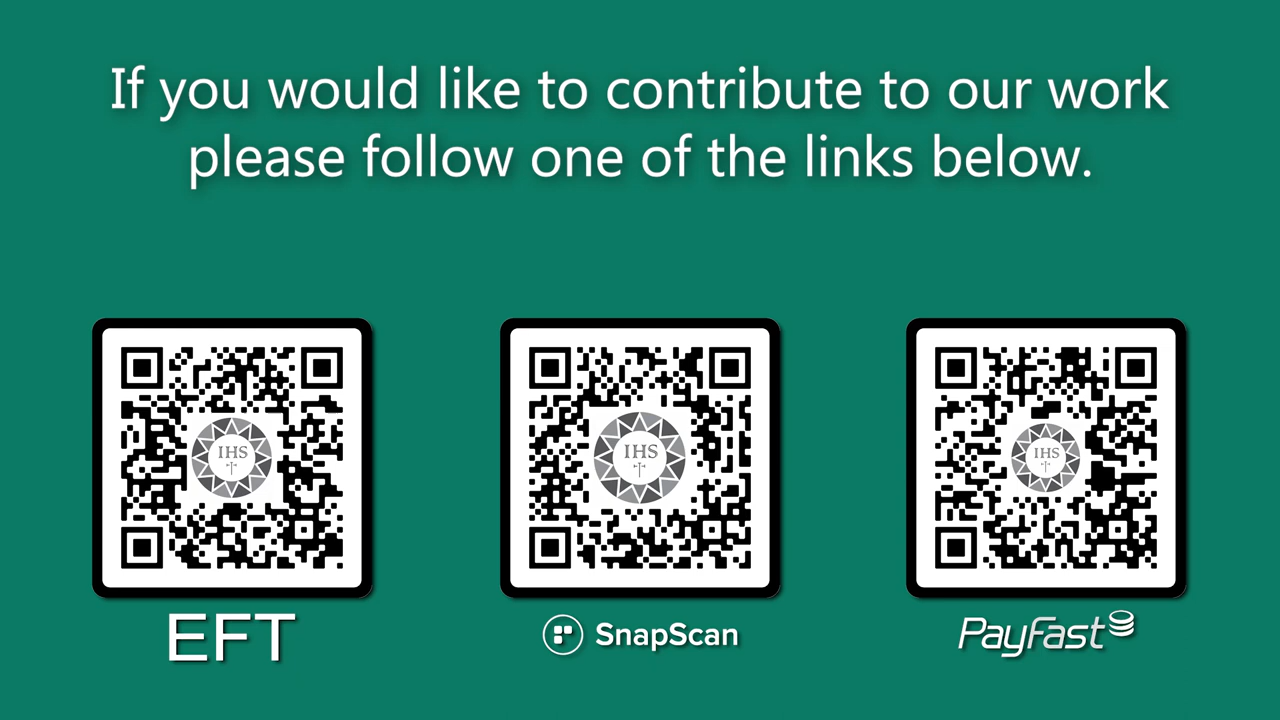 If you would like to contribute to our work
please follow one of the links below.
IHS
IHS
IHS
EFT
SnapScan
PayFast